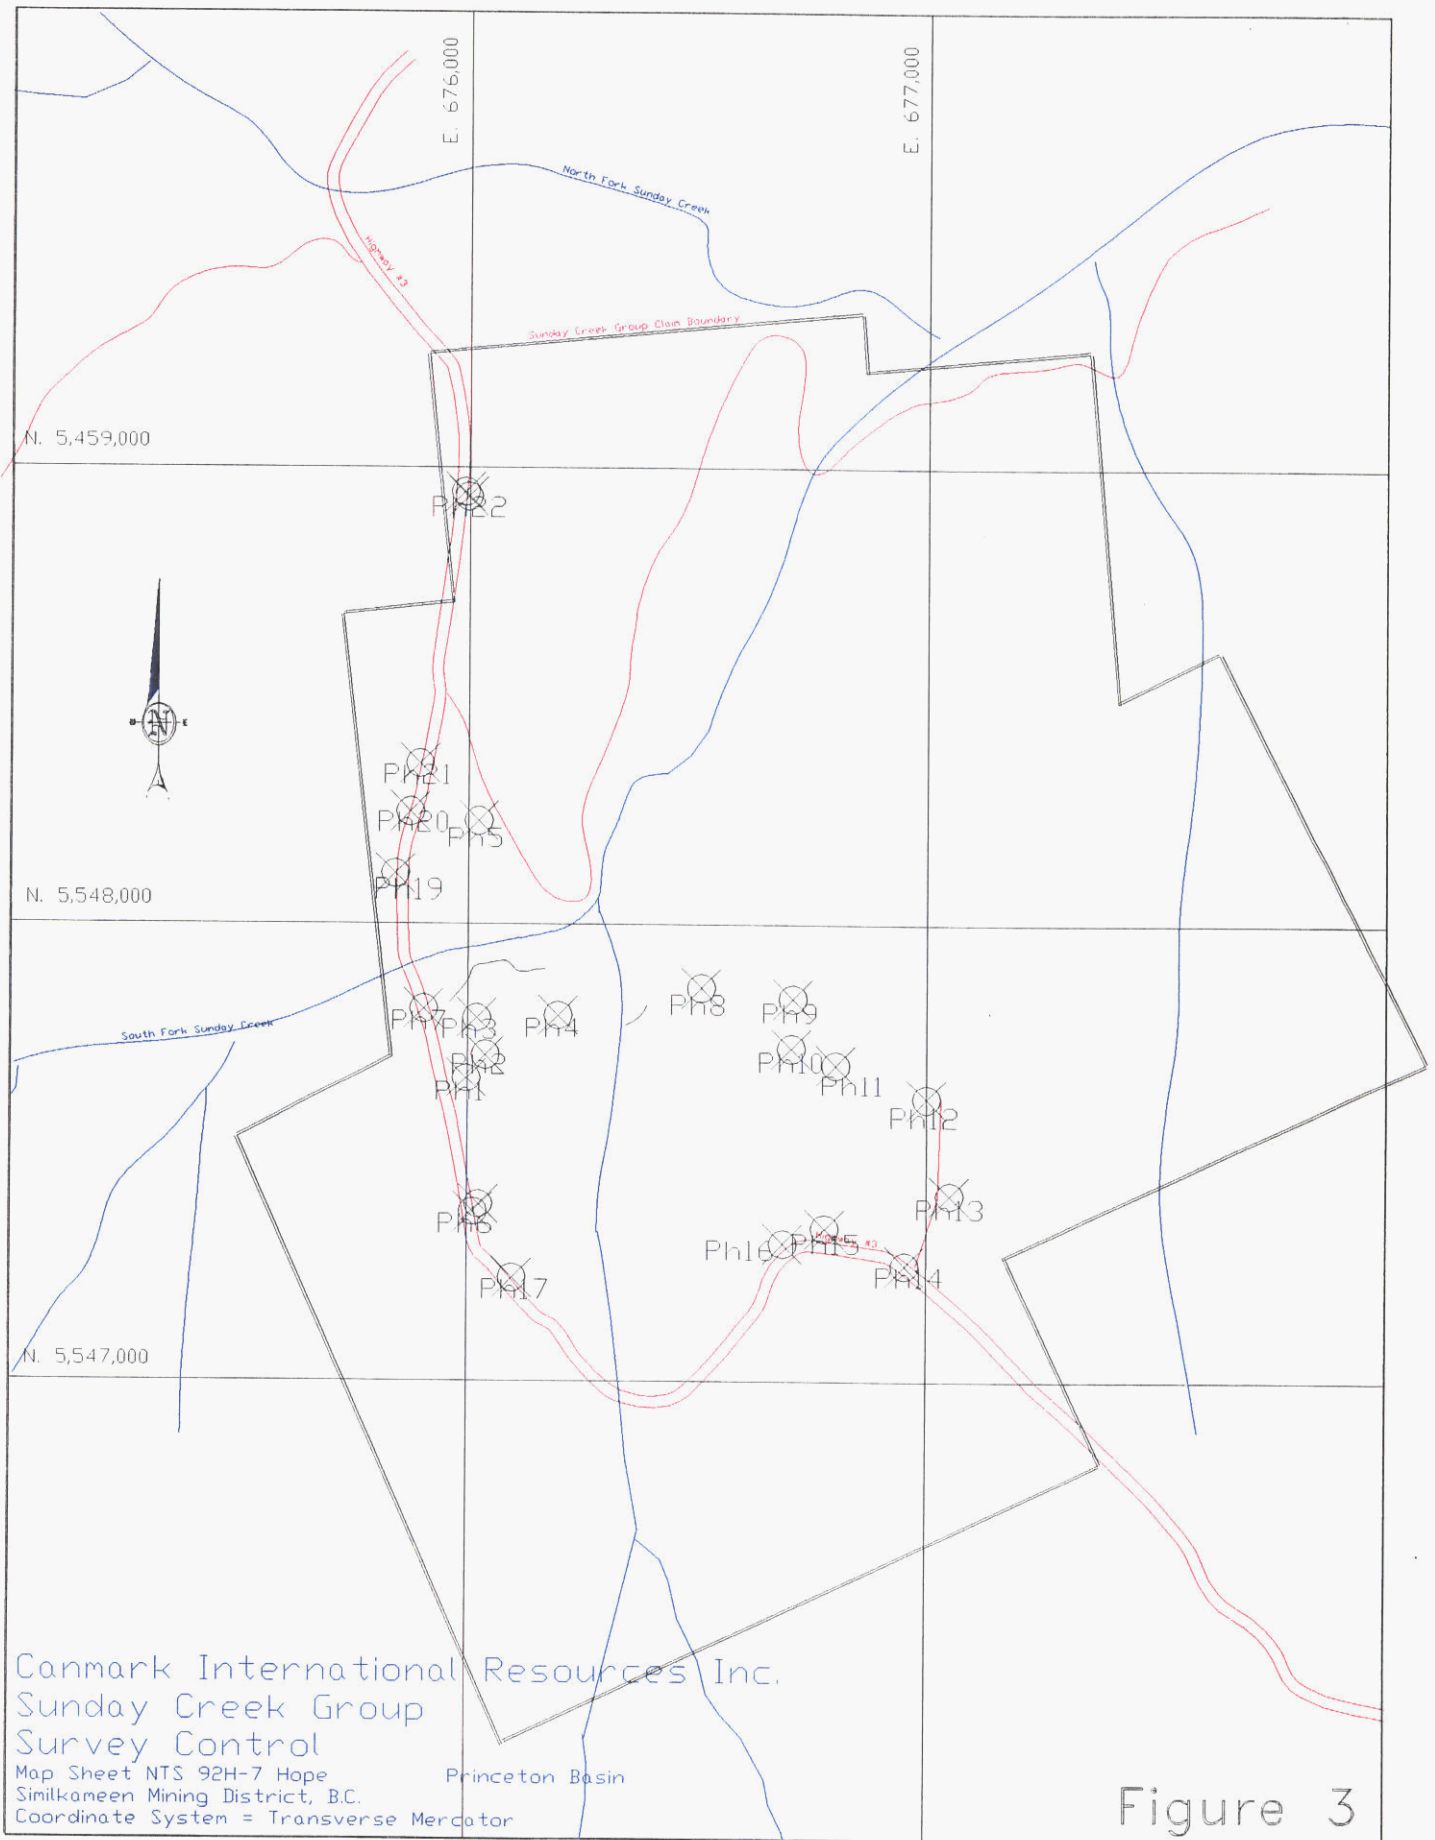 E. 676,000
E. 677,000
North Fork Sunday Creek
Highway #3
Sunday Creek Group Claim Boundary
N. 5,459,000
Ph22
N
E
Ph21
Ph20
Ph5
Ph19
N. 5,548,000
Ph8
Ph9
Ph7
Ph3
Ph4
South Fork Sunday Creek
Ph2
Ph10
Ph1
Ph11
Ph12
Ph13
Ph6
Ph16
Ph15
Highway #3
Ph14
Ph17
N. 5,547,000
Canmark International Resources Inc.
Sunday Creek Group
Survey Control
Map Sheet NTS 92H-7 Hope Princeton Basin
Similkameen Mining District, B.C.
Coordinate System = Transverse Mercator
Figure 3